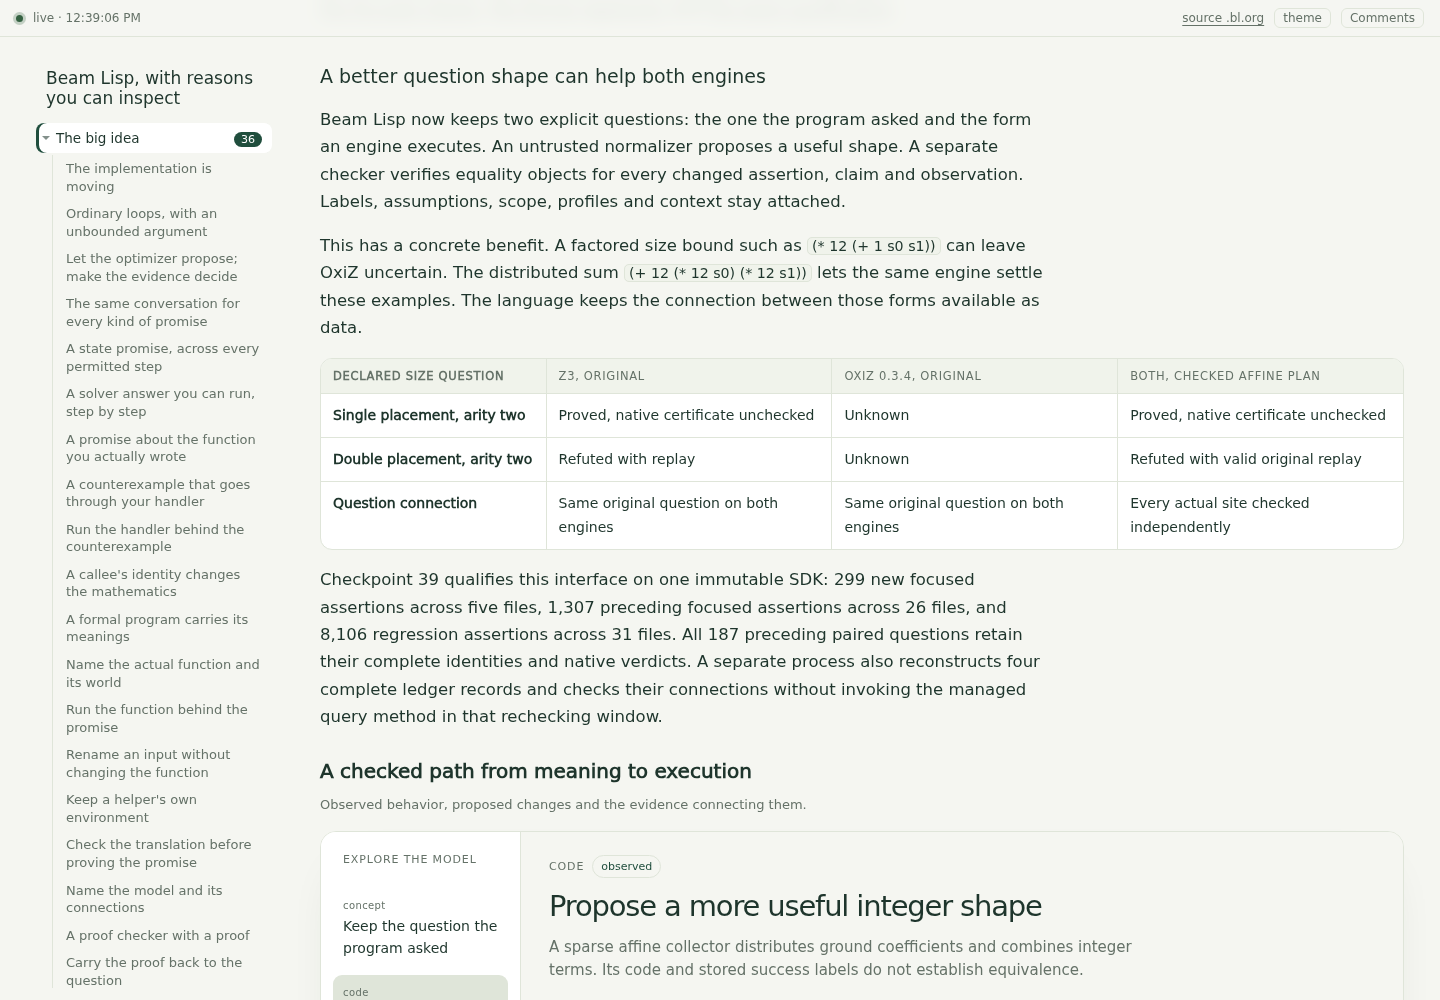 live · 12:39:06 PM
source .bl.org
theme
Comments
Beam Lisp, with reasons
you can inspect
The big idea
36
The implementation is
moving
Ordinary loops, with an
unbounded argument
Let the optimizer propose;
make the evidence decide
The same conversation for
every kind of promise
A state promise, across every
permitted step
A solver answer you can run,
step by step
A promise about the function
you actually wrote
A counterexample that goes
through your handler
Run the handler behind the
counterexample
A callee's identity changes
the mathematics
A formal program carries its
meanings
Name the actual function and
its world
Run the function behind the
promise
Rename an input without
changing the function
Keep a helper's own
environment
Check the translation before
proving the promise
Name the model and its
connections
A proof checker with a proof
Carry the proof back to the
question
A better question shape can help both engines
Beam Lisp now keeps two explicit questions: the one the program asked and the form
an engine executes. An untrusted normalizer proposes a useful shape. A separate
checker verifies equality objects for every changed assertion, claim and observation.
Labels, assumptions, scope, profiles and context stay attached.
This has a concrete benefit. A factored size bound such as (* 12 (+ 1 s0 s1)) can leave
OxiZ uncertain. The distributed sum (+ 12 (* 12 s0) (* 12 s1)) lets the same engine settle
these examples. The language keeps the connection between those forms available as
data.
DECLARED SIZE QUESTION
Z3, ORIGINAL
OXIZ 0.3.4, ORIGINAL
BOTH, CHECKED AFFINE PLAN
Single placement, arity two
Proved, native certificate unchecked
Unknown
Proved, native certificate unchecked
Double placement, arity two
Refuted with replay
Unknown
Refuted with valid original replay
Question connection
Same original question on both
engines
Same original question on both
engines
Every actual site checked
independently
Checkpoint 39 qualifies this interface on one immutable SDK: 299 new focused
assertions across five files, 1,307 preceding focused assertions across 26 files, and
8,106 regression assertions across 31 files. All 187 preceding paired questions retain
their complete identities and native verdicts. A separate process also reconstructs four
complete ledger records and checks their connections without invoking the managed
query method in that rechecking window.
A checked path from meaning to execution
Observed behavior, proposed changes and the evidence connecting them.
EXPLORE THE MODEL
concept
Keep the question the
program asked
code
CODE
observed
Propose a more useful integer shape
A sparse affine collector distributes ground coefficients and combines integer
terms. Its code and stored success labels do not establish equivalence.